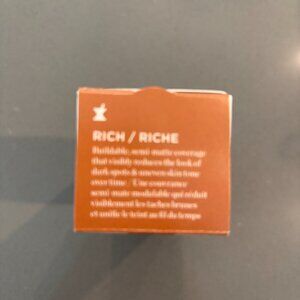 RICH / RICHE
Buildable, semi-matte coverage
that visibly reduces the look of
dark spots & uneven skin tone
over time / Une couvrance
semi-mate modulable qui réduit
visiblement les taches brunes
et unifie le teint au fil du temps